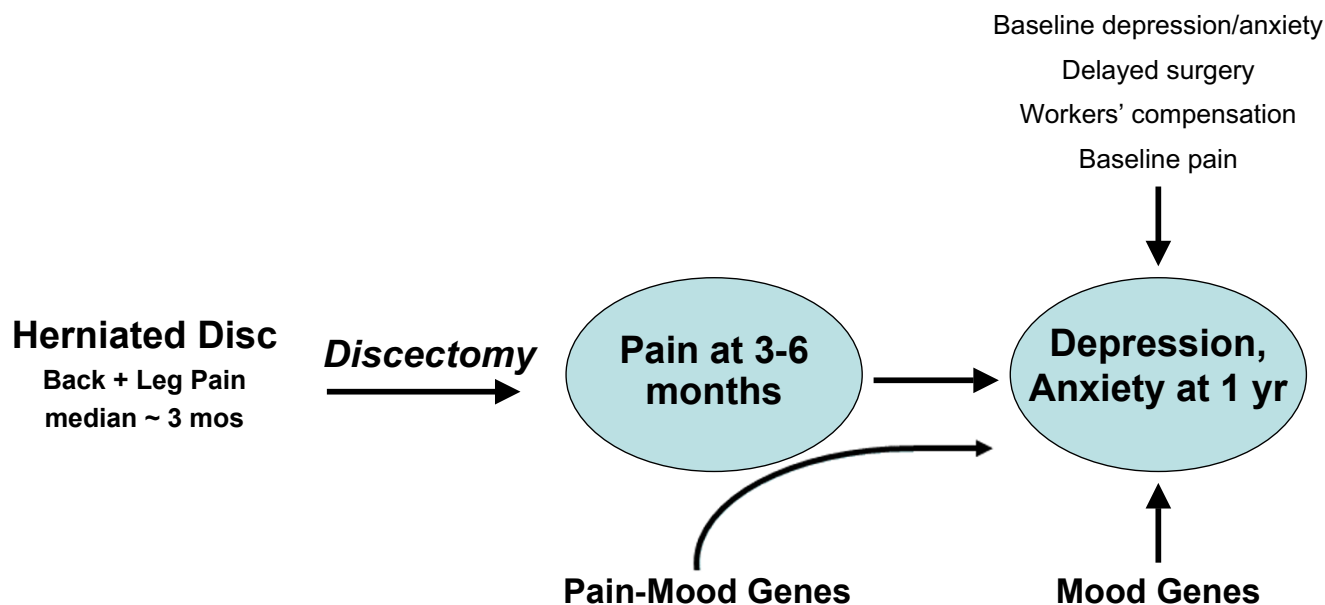 Baseline depression/anxiety
Delayed surgery
Workers’ compensation
Baseline pain
Herniated Disc
Back + Leg Pain
median ~ 3 mos
Discectomy
Pain at 3-6
months
Depression,
Anxiety at 1 yr
Pain-Mood Genes
Mood Genes